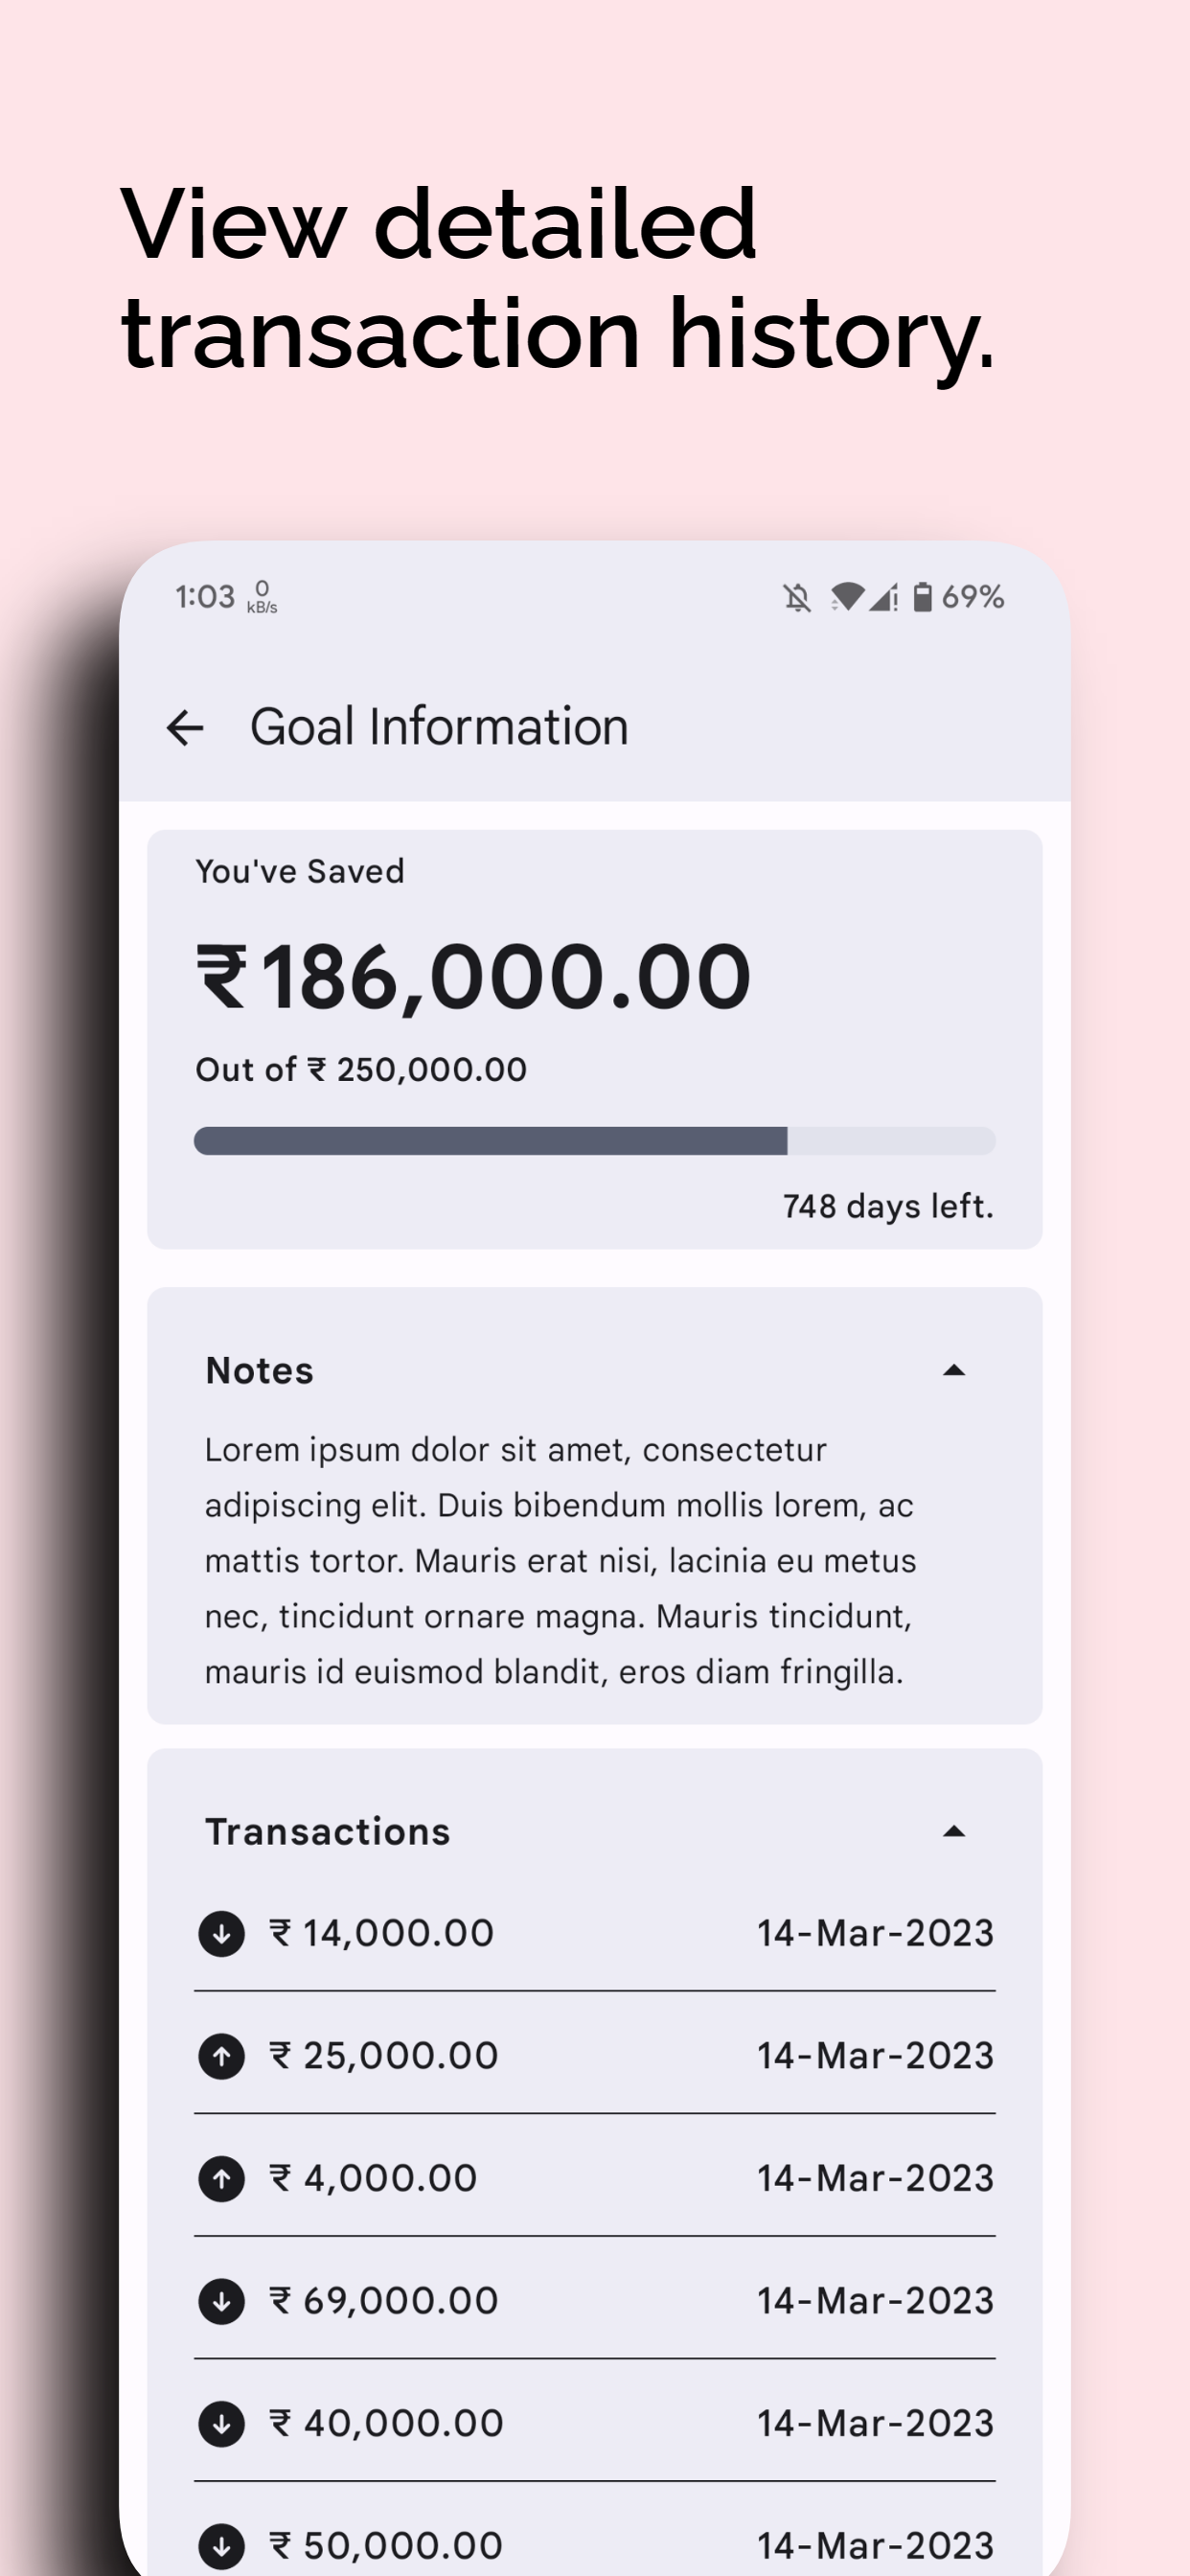 View detailed
transaction history.
1:03 0 kB/s 69%
Goal Information
You've Saved
₹186,000.00
Out of ₹ 250,000.00
748 days left.
Notes
Lorem ipsum dolor sit amet, consectetur
adipiscing elit. Duis bibendum mollis lorem, ac
mattis tortor. Mauris erat nisi, lacinia eu metus
nec, tincidunt ornare magna. Mauris tincidunt,
mauris id euismod blandit, eros diam fringilla.
Transactions
₹ 14,000.00 14-Mar-2023
₹ 25,000.00 14-Mar-2023
₹ 4,000.00 14-Mar-2023
₹ 69,000.00 14-Mar-2023
₹ 40,000.00 14-Mar-2023
₹ 50,000.00 14-Mar-2023